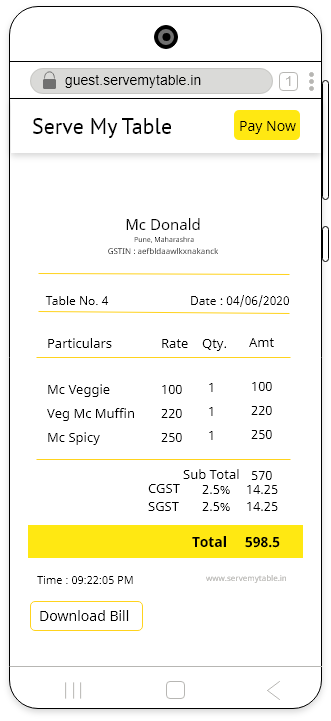 guest.servemytable.in
1
Serve My Table
Pay Now
Mc Donald
Pune, Maharashra
GSTIN : aefbldaawlkxnakanck
Table No. 4 Date : 04/06/2020
Particulars Rate Qty. Amt
Mc Veggie 100 1 100
Veg Mc Muffin 220 1 220
Mc Spicy 250 1 250
Sub Total 570
CGST 2.5% 14.25
SGST 2.5% 14.25
Total 598.5
Time : 09:22:05 PM www.servemytable.in
Download Bill